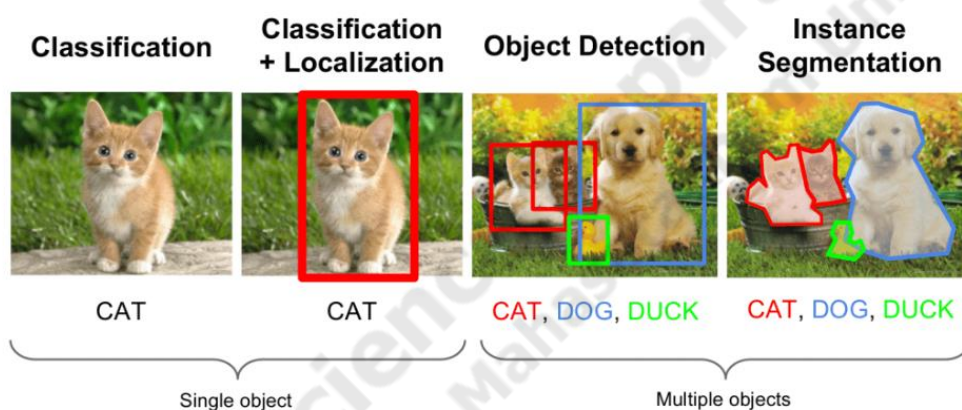 Classification
Classification
+ Localization
Object Detection
Instance
Segmentation
CAT
CAT
CAT, DOG, DUCK
CAT, DOG, DUCK
Single object
Multiple objects